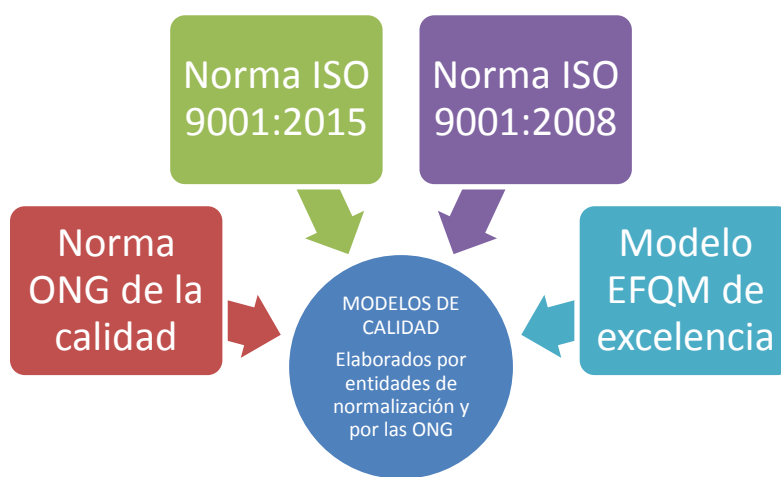 Norma ISO
9001:2015
Norma ISO
9001:2008
Norma
ONG de la
calidad
MODELOS DE
CALIDAD
Elaborados por
entidades de
normalización y
por las ONG
Modelo
EFQM de
excelencia